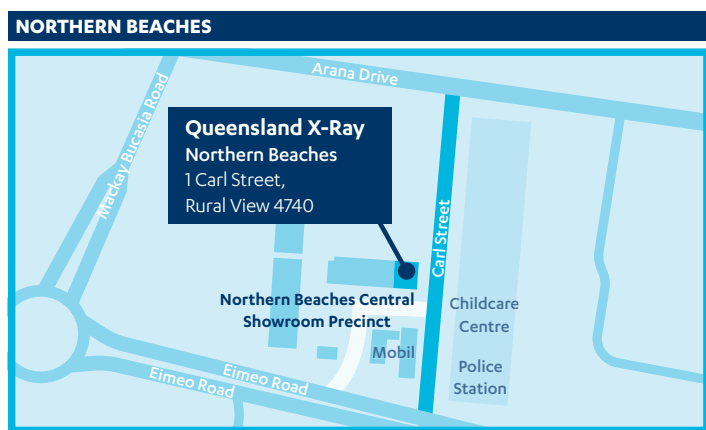 NORTHERN BEACHES
Arana Drive
Mackay Bucasia Road
Queensland X-Ray
Northern Beaches
1 Carl Street,
Rural View 4740
Carl Street
Northern Beaches Central
Showroom Precinct
Childcare
Centre
Mobil
Police
Station
Eimeo Road
Eimeo Road